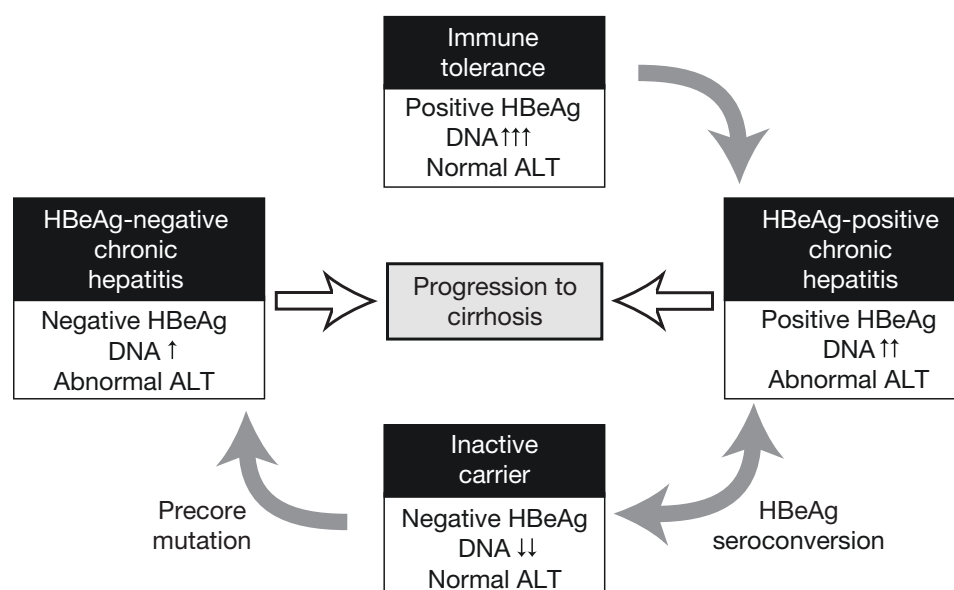 Immune
tolerance
Positive HBeAg
DNA↑↑↑
Normal ALT
HBeAg-negative
chronic
hepatitis
Negative HBeAg
DNA ↑
Abnormal ALT
Progression to
cirrhosis
HBeAg-positive
chronic
hepatitis
Positive HBeAg
DNA ↑↑
Abnormal ALT
Precore
mutation
Inactive
carrier
Negative HBeAg
DNA ↓↓
Normal ALT
HBeAg
seroconversion